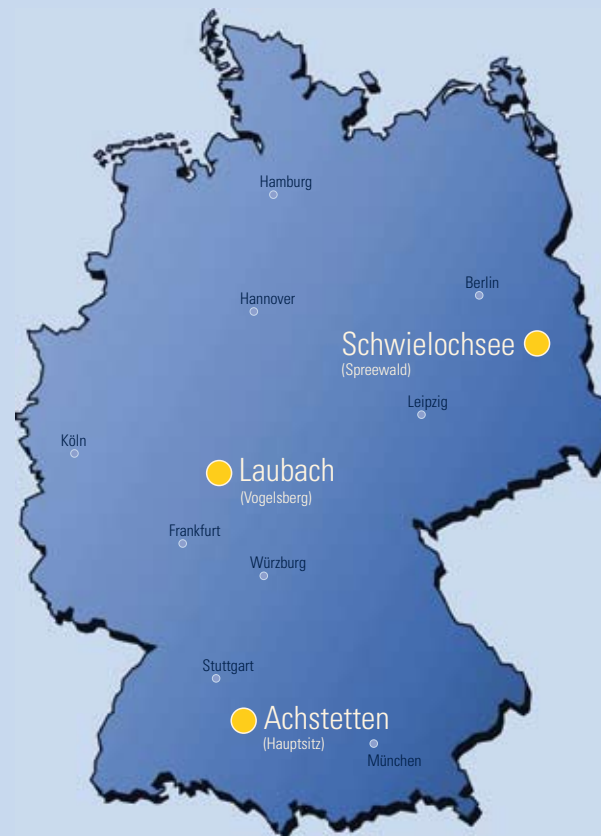 Hamburg
Berlin
Hannover
Schwielochsee
(Spreewald)
Leipzig
Köln
Laubach
(Vogelsberg)
Frankfurt
Würzburg
Stuttgart
Achstetten
(Hauptsitz)
München